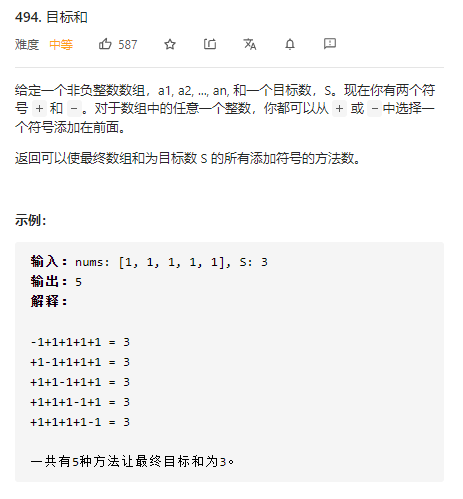 494. 目标和
难度 中等 587
给定一个非负整数数组，a1, a2, ..., an, 和一个目标数，S。现在你有两个符
号 + 和 -。对于数组中的任意一个整数，你都可以从 + 或 -中选择一
个符号添加在前面。
返回可以使最终数组和为目标数 S 的所有添加符号的方法数。
示例：
输入：nums: [1, 1, 1, 1, 1], S: 3
输出：5
解释：
-1+1+1+1+1 = 3
+1-1+1+1+1 = 3
+1+1-1+1+1 = 3
+1+1+1-1+1 = 3
+1+1+1+1-1 = 3
一共有5种方法让最终目标和为3。